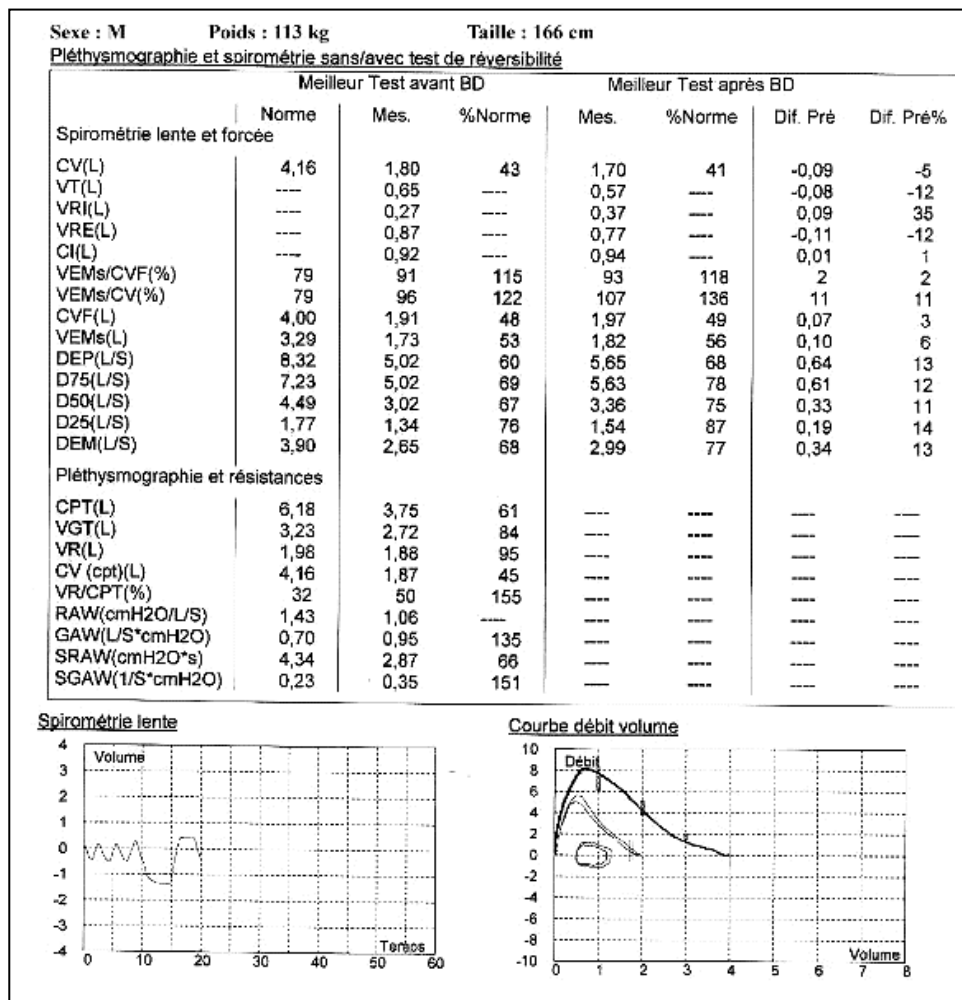 Sexe : M Poids : 113 kg Taille : 166 cm
Pléthysmographie et spirométrie sans/avec test de réversibilité
Meilleur Test avant BD Meilleur Test après BD
Norme Mes. %Norme Mes. %Norme Dif. Pré Dif. Pré%
Spirométrie lente et forcée
CV(L) 4,16 1,80 43 1,70 41 -0,09 -5
VT(L) ---- 0,65 ---- 0,57 ---- -0,08 -12
VRI(L) ---- 0,27 ---- 0,37 ---- 0,09 35
VRE(L) ---- 0,87 ---- 0,77 ---- -0,11 -12
CI(L) ---- 0,92 ---- 0,94 ---- 0,01 1
VEMs/CVF(%) 79 91 115 93 118 2 2
VEMs/CV(%) 79 96 122 107 136 11 11
CVF(L) 4,00 1,91 48 1,97 49 0,07 3
VEMs(L) 3,29 1,73 53 1,82 56 0,10 6
DEP(L/S) 8,32 5,02 60 5,65 68 0,64 13
D75(L/S) 7,23 5,02 69 5,63 78 0,61 12
D50(L/S) 4,49 3,02 67 3,36 75 0,33 11
D25(L/S) 1,77 1,34 76 1,54 87 0,19 14
DEM(L/S) 3,90 2,65 68 2,99 77 0,34 13
Pléthysmographie et résistances
CPT(L) 6,18 3,75 61 ---- ---- ---- ----
VGT(L) 3,23 2,72 84 ---- ---- ---- ----
VR(L) 1,98 1,88 95 ---- ---- ---- ----
CV (cpt)(L) 4,16 1,87 45 ---- ---- ---- ----
VR/CPT(%) 32 50 155 ---- ---- ---- ----
RAW(cmH2O/L/S) 1,43 1,06 ---- ---- ---- ---- ----
GAW(L/S*cmH2O) 0,70 0,95 135 ---- ---- ---- ----
SRAW(cmH2O*s) 4,34 2,87 66 ---- ---- ---- ----
SGAW(1/S*cmH2O) 0,23 0,35 151 ---- ---- ---- ----
Spirométrie lente
4
Volume
3
2
1
0
-1
-2
-3
-4
Temps
0 10 20 30 40 50 60
Courbe débit volume
10
Débit
8
6
4
2
0
-2
-4
-6
-8
-10
Volume
0 1 2 3 4 5 6 7 8